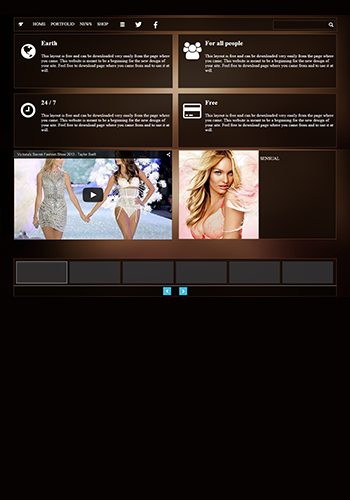 HOME PORTFOLIO NEWS SHOP
Earth
This layout is free and can be downloaded very easily from the page where
you came. This website is meant to be a beginning for the new design of
your site. Feel free to download page where you came from and to use it at
will.
For all people
This layout is free and can be downloaded very easily from the page where
you came. This website is meant to be a beginning for the new design of
your site. Feel free to download page where you came from and to use it at
will.
24 / 7
This layout is free and can be downloaded very easily from the page where
you came. This website is meant to be a beginning for the new design of
your site. Feel free to download page where you came from and to use it at
will.
Free
This layout is free and can be downloaded very easily from the page where
you came. This website is meant to be a beginning for the new design of
your site. Feel free to download page where you came from and to use it at
will.
Victoria's Secret Fashion Show 2013 - Taylor Swift
SENSUAL